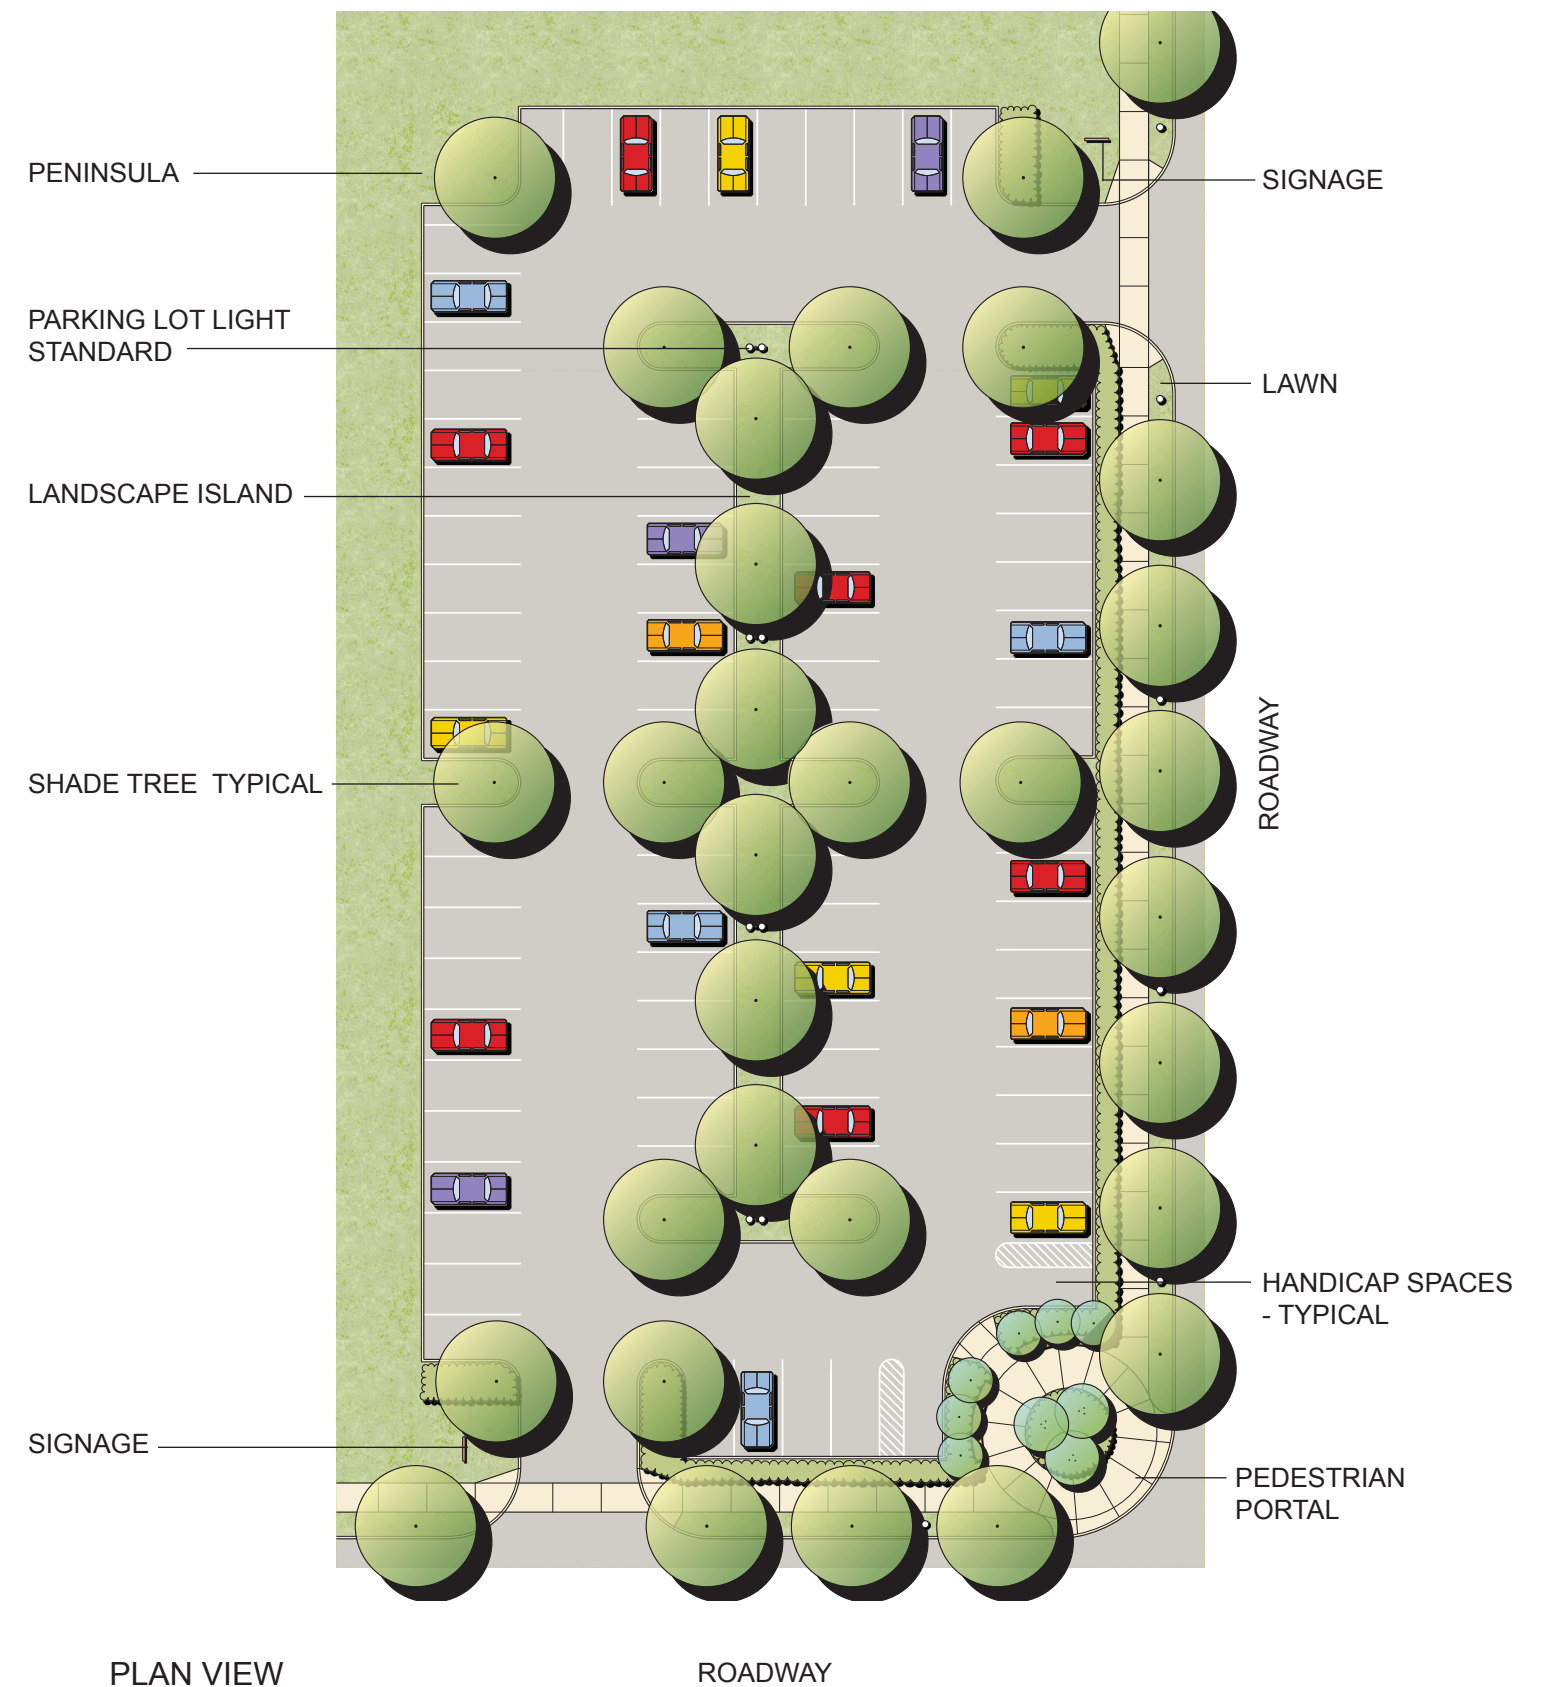 PENINSULA
SIGNAGE
PARKING LOT LIGHT
STANDARD
LAWN
LANDSCAPE ISLAND
ROADWAY
SHADE TREE  TYPICAL
HANDICAP SPACES
- TYPICAL
SIGNAGE
PEDESTRIAN
PORTAL
PLAN VIEW
ROADWAY